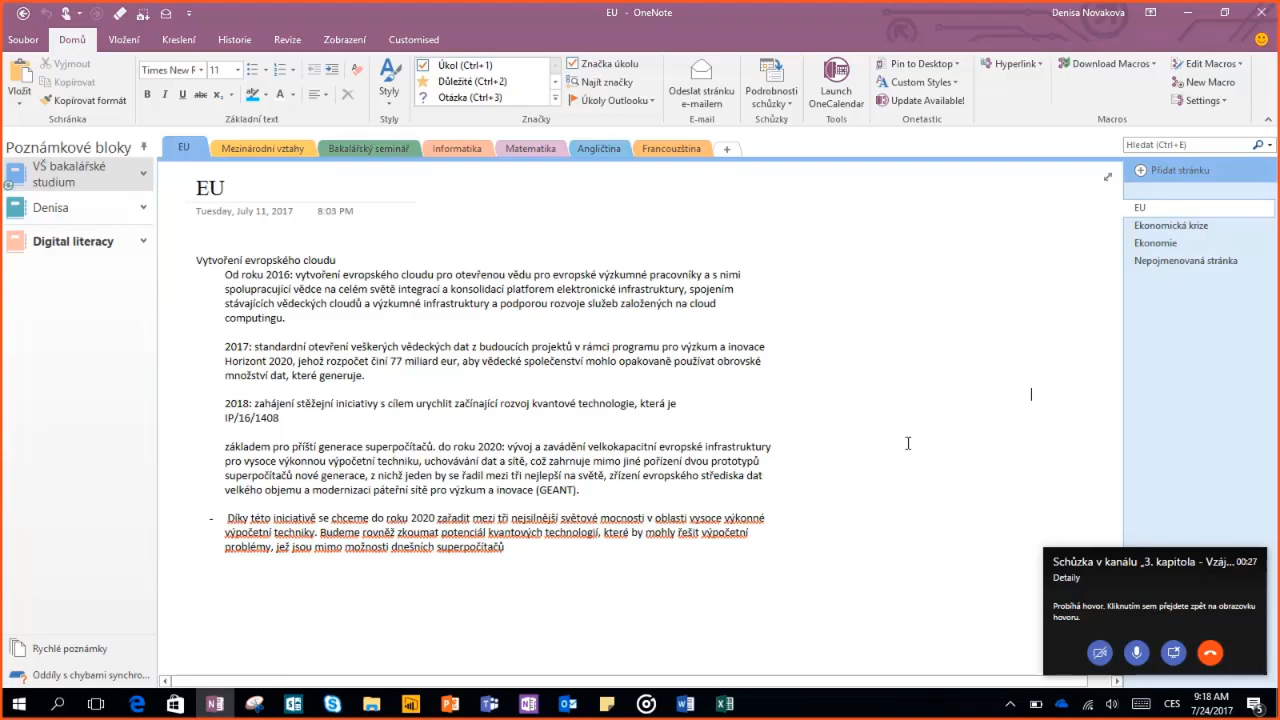 EU - OneNote
Denisa Novakova
Soubor Domů Vložení Kreslení Historie Revize Zobrazení Customised
Vložit
Vyjmout
Kopírovat
Kopírovat formát
Schránka
Times New R 11
B I U abc X₂ A
Základní text
Styly
Styly
Úkol (Ctrl+1)
Důležité (Ctrl+2)
? Otázka (Ctrl+3)
Značka úkolu
Najít značky
Úkoly Outlooku
Značky
Odeslat stránku
e-mailem
E-mail
Podrobnosti
schůzky
Schůzky
Launch
OneCalendar
Tools
Pin to Desktop
Custom Styles
Update Available!
Onetastic
Hyperlink
Download Macros
Edit Macros
New Macro
Settings
Macros
Poznámkové bloky
VŠ bakalářské
studium
Denisa
Digital literacy
EU Mezinárodní vztahy Bakalářský seminář Informatika Matematika Angličtina Francouzština +
Hledat (Ctrl+E)
Přidat stránku
EU
Ekonomická krize
Ekonomie
Nepojmenovaná stránka
EU
Tuesday, July 11, 2017 8:03 PM
Vytvoření evropského cloudu
Od roku 2016: vytvoření evropského cloudu pro otevřenou vědu pro evropské výzkumné pracovníky a s nimi
spolupracující vědce na celém světě integrací a konsolidací platforem elektronické infrastruktury, spojením
stávajících vědeckých cloudů a výzkumné infrastruktury a podporou rozvoje služeb založených na cloud
computingu.
2017: standardní otevření veškerých vědeckých dat z budoucích projektů v rámci programu pro výzkum a inovace
Horizont 2020, jehož rozpočet činí 77 miliard eur, aby vědecké společenství mohlo opakovaně používat obrovské
množství dat, které generuje.
2018: zahájení stěžejní iniciativy s cílem urychlit začínající rozvoj kvantové technologie, která je
IP/16/1408
základem pro příští generace superpočítačů. do roku 2020: vývoj a zavádění velkokapacitní evropské infrastruktury
pro vysoce výkonnou výpočetní techniku, uchovávání dat a sítě, což zahrnuje mimo jiné pořízení dvou prototypů
superpočítačů nové generace, z nichž jeden by se řadil mezi tři nejlepší na světě, zřízení evropského střediska dat
velkého objemu a modernizaci páteřní sítě pro výzkum a inovace (GEANT).
- Díky této iniciativě se chceme do roku 2020 zařadit mezi tři nejsilnější světové mocnosti v oblasti vysoce výkonné
výpočetní techniky. Budeme rovněž zkoumat potenciál kvantových technologií, které by mohly řešit výpočetní
problémy, jež jsou mimo možnosti dnešních superpočítačů
Schůzka v kanálu „3. kapitola - Vzáj... 00:27
Detaily
Probíhá hovor. Kliknutím sem přejdete zpět na obrazovku
hovoru.
Rychlé poznámky
Oddíly s chybami synchro...
CES
9:18 AM
7/24/2017
5